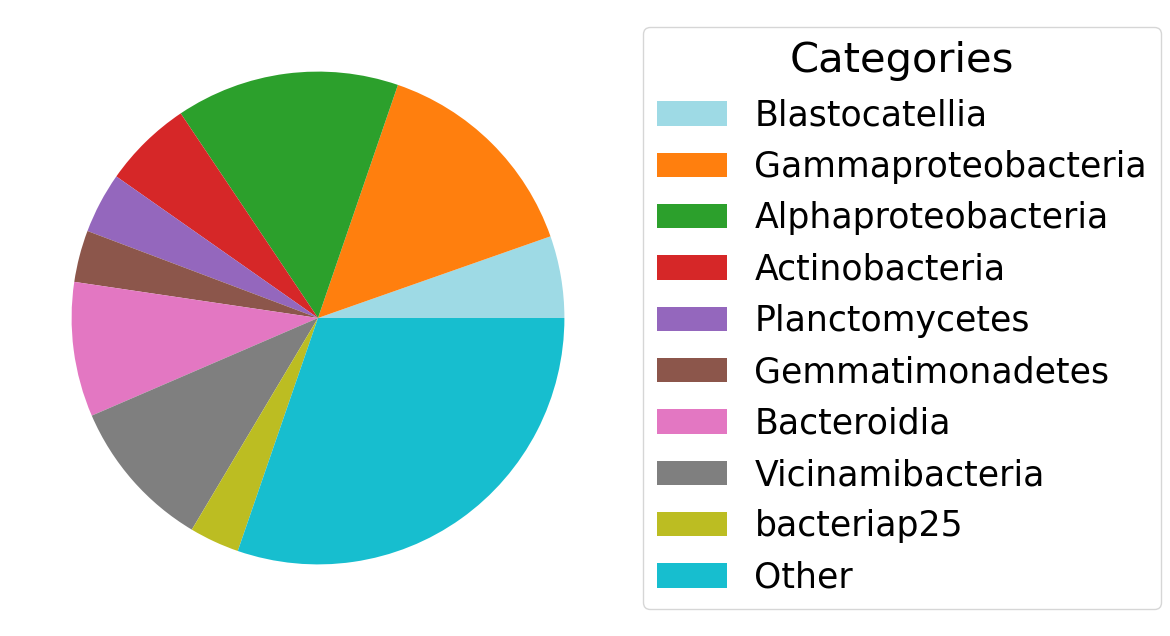 Categories
Blastocatellia
Gammaproteobacteria
Alphaproteobacteria
Actinobacteria
Planctomycetes
Gemmatimonadetes
Bacteroidia
Vicinamibacteria
bacteriap25
Other